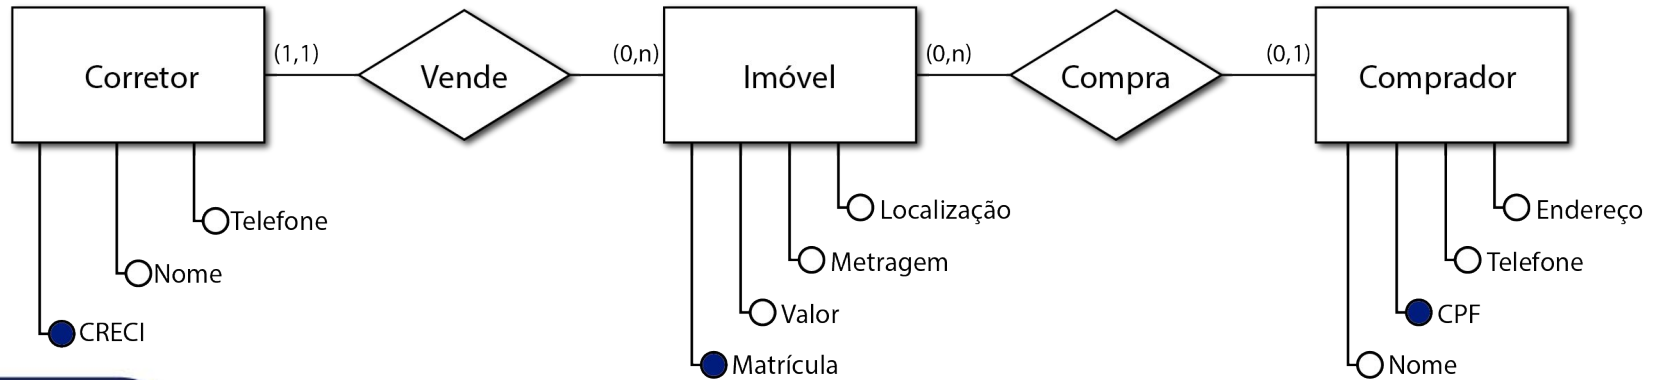 Corretor
(1,1)
Vende
(0,n)
Imóvel
(0,n)
Compra
(0,1)
Comprador
Telefone
Nome
CRECI
Localização
Metragem
Valor
Matrícula
Endereço
Telefone
CPF
Nome